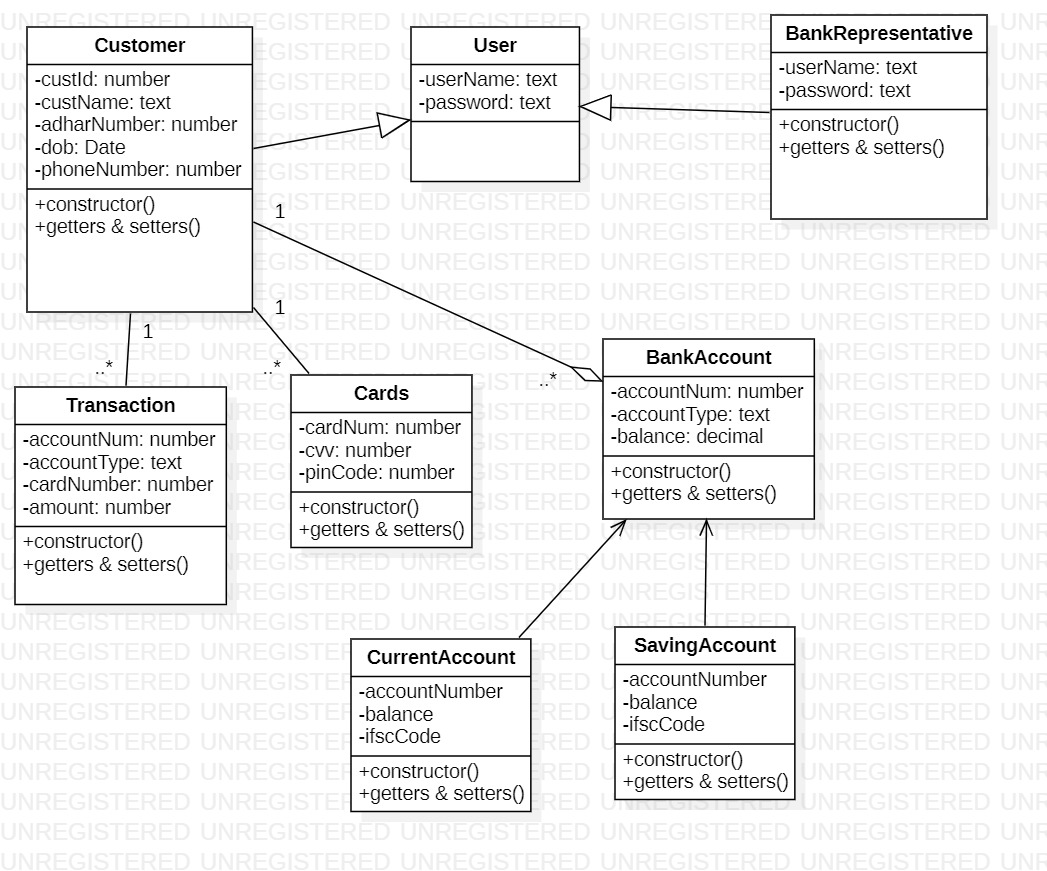 Customer
-custId: number
-custName: text
-adharNumber: number
-dob: Date
-phoneNumber: number
+constructor()
+getters & setters()
User
-userName: text
-password: text
BankRepresentative
-userName: text
-password: text
+constructor()
+getters & setters()
1
1
1
..*
..*
..*
Transaction
-accountNum: number
-accountType: text
-cardNumber: number
-amount: number
+constructor()
+getters & setters()
Cards
-cardNum: number
-cvv: number
-pinCode: number
+constructor()
+getters & setters()
BankAccount
-accountNum: number
-accountType: text
-balance: decimal
+constructor()
+getters & setters()
CurrentAccount
-accountNumber
-balance
-ifscCode
+constructor()
+getters & setters()
SavingAccount
-accountNumber
-balance
-ifscCode
+constructor()
+getters & setters()
UNREGISTERED